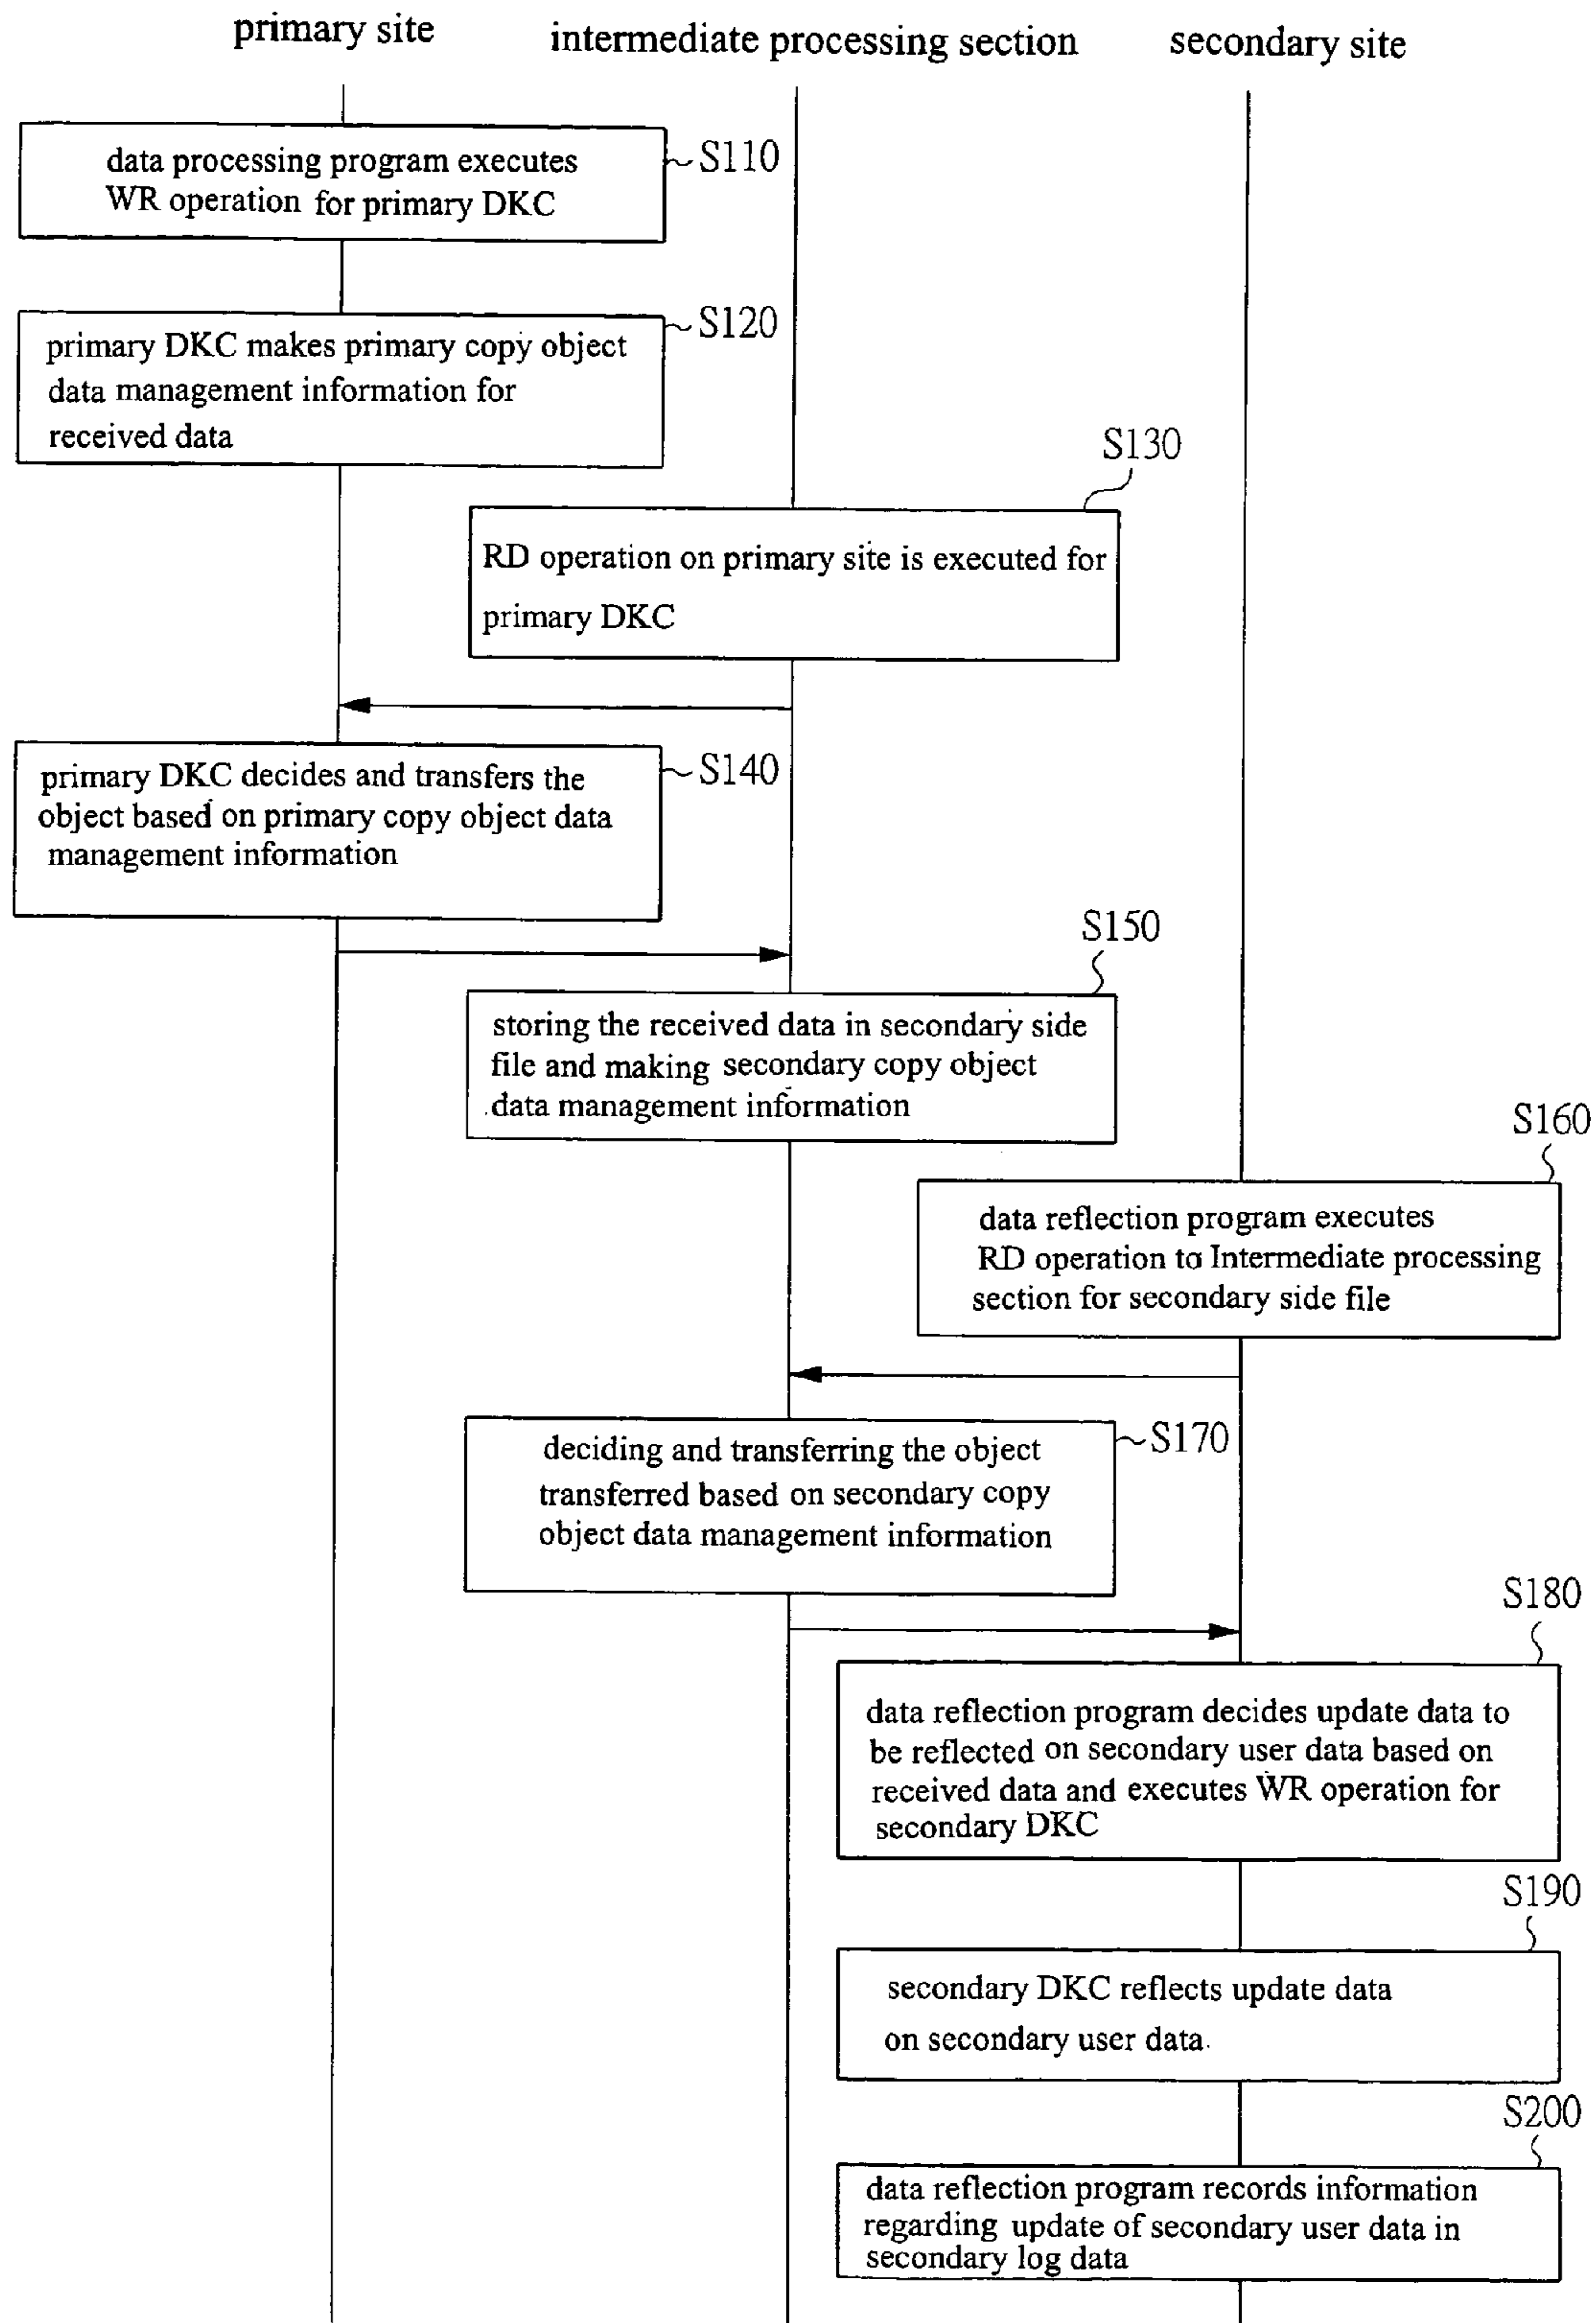 primary site
intermediate processing section
secondary site
data processing program executes
WR operation for primary DKC
S110
primary DKC makes primary copy object
data management information for
received data
S120
S130
RD operation on primary site is executed for
primary DKC
primary DKC decides and transfers the
object based on primary copy object data
management information
S140
S150
storing the received data in secondary side
file and making secondary copy object
data management information
S160
data reflection program executes
RD operation to Intermediate processing
section for secondary side file
deciding and transferring the object
transferred based on secondary copy
object data management information
S170
S180
data reflection program decides update data to
be reflected on secondary user data based on
received data and executes WR operation for
secondary DKC
S190
secondary DKC reflects update data
on secondary user data
S200
data reflection program records information
regarding update of secondary user data in
secondary log data